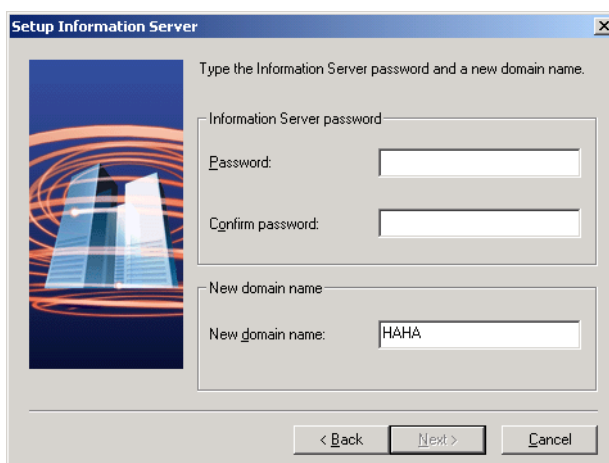 Setup Information Server
Type the Information Server password and a new domain name.
Information Server password
Password:
Confirm password:
New domain name
New domain name:
HAHA
< Back
Next >
Cancel